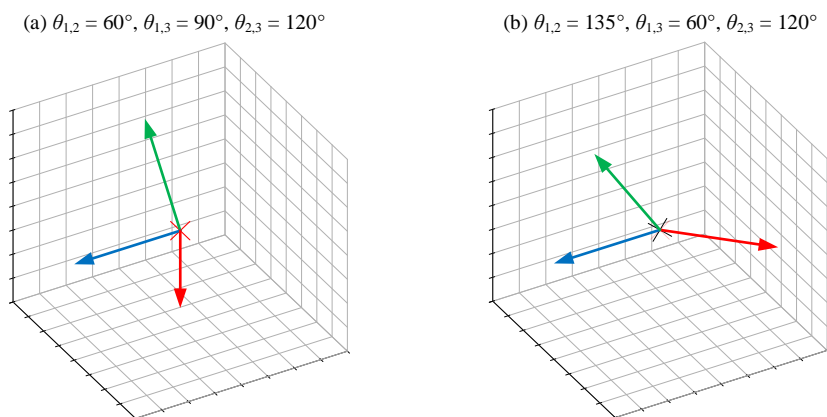 (a) θ1,2 = 60°, θ1,3 = 90°, θ2,3 = 120°
(b) θ1,2 = 135°, θ1,3 = 60°, θ2,3 = 120°